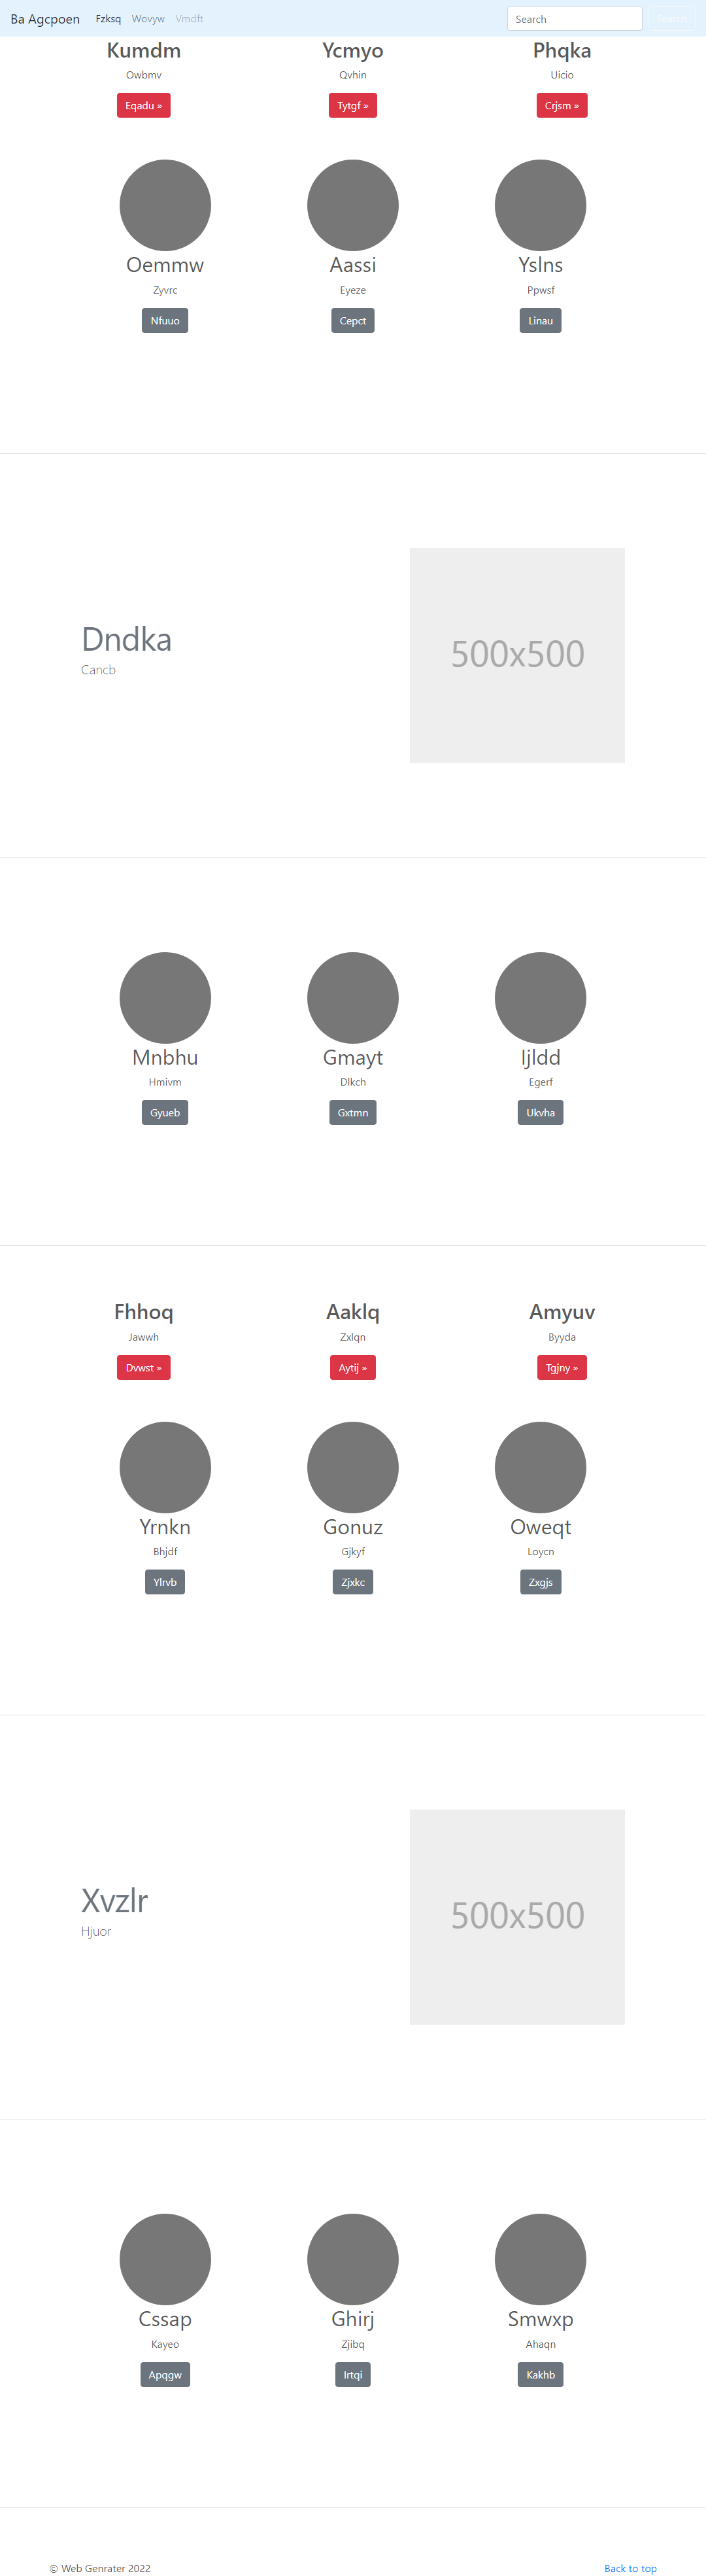 Ba Agcpoen Fzksq Wovyw Vmdft Search Search
Kumdm Ycmyo Phqka
Owbmv Qvhin Uicio
Eqadu » Tytgf » Crjsm »
Oemmw Aassi Yslns
Zyvrc Eyeze Ppwsf
Nfuuo Cepct Linau
Dndka
Cancb
500x500
Mnbhu Gmayt Ijldd
Hmivm Dlkch Egerf
Gyueb Gxtmn Ukvha
Fhhoq Aaklq Amyuv
Jawwh Zxlqn Byyda
Dvwst » Aytij » Tgjny »
Yrnkn Gonuz Oweqt
Bhjdf Gjkyf Loycn
Ylrvb Zjxkc Zxgjs
Xvzlr
Hjuor
500x500
Cssap Ghirj Smwxp
Kayeo Zjibq Ahaqn
Apqgw Irtqi Kakhb
© Web Genrater 2022 Back to top